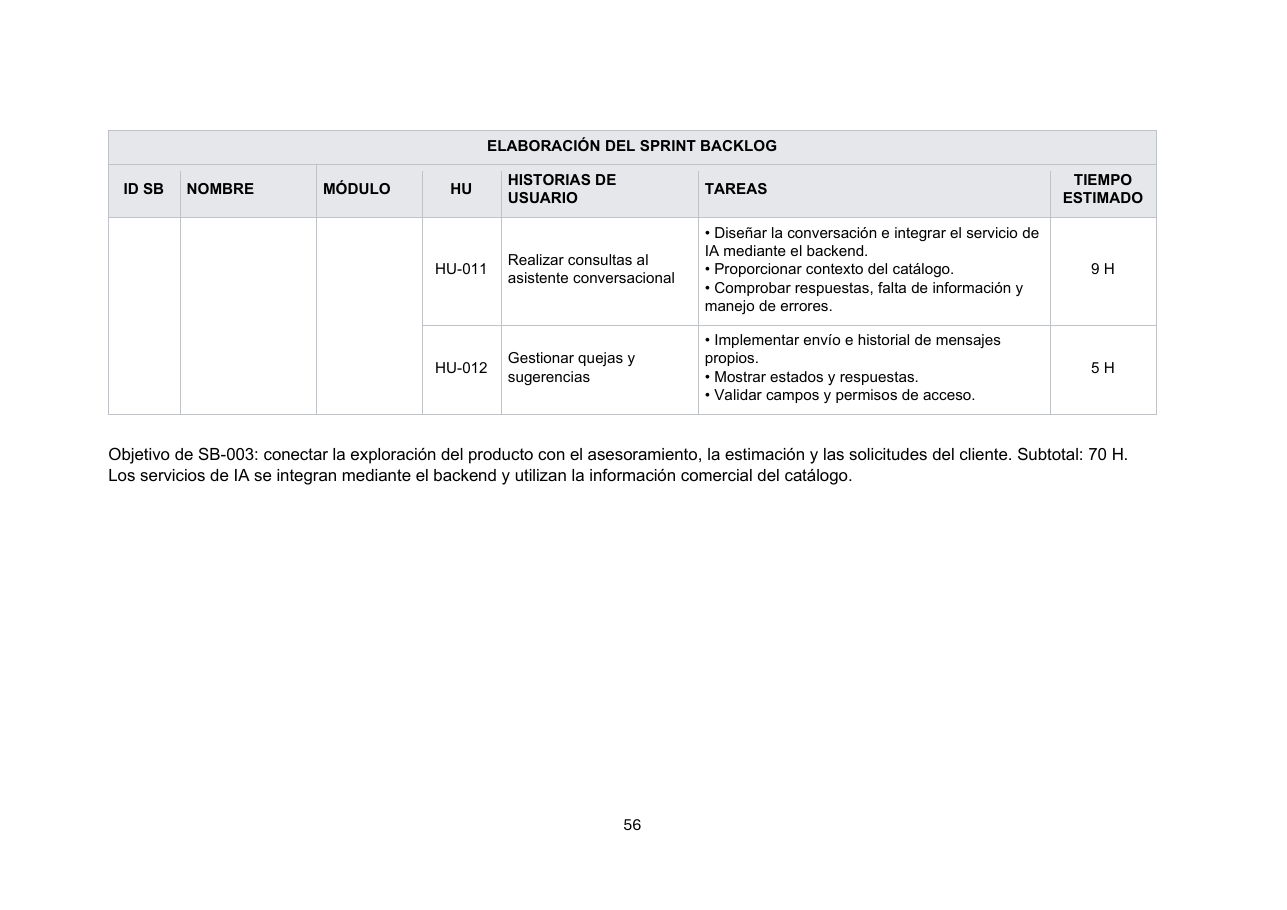 ELABORACIÓN DEL SPRINT BACKLOG
ID SB NOMBRE MÓDULO HU HISTORIAS DE USUARIO TAREAS TIEMPO ESTIMADO
HU-011
Realizar consultas al
asistente conversacional
• Diseñar la conversación e integrar el servicio de
IA mediante el backend.
• Proporcionar contexto del catálogo.
• Comprobar respuestas, falta de información y
manejo de errores.
9 H
HU-012
Gestionar quejas y
sugerencias
• Implementar envío e historial de mensajes
propios.
• Mostrar estados y respuestas.
• Validar campos y permisos de acceso.
5 H
Objetivo de SB-003: conectar la exploración del producto con el asesoramiento, la estimación y las solicitudes del cliente. Subtotal: 70 H.
Los servicios de IA se integran mediante el backend y utilizan la información comercial del catálogo.
56